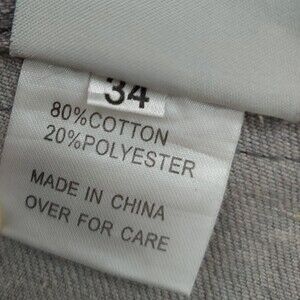 34
80%COTTON
20%POLYESTER
MADE IN CHINA
OVER FOR CARE